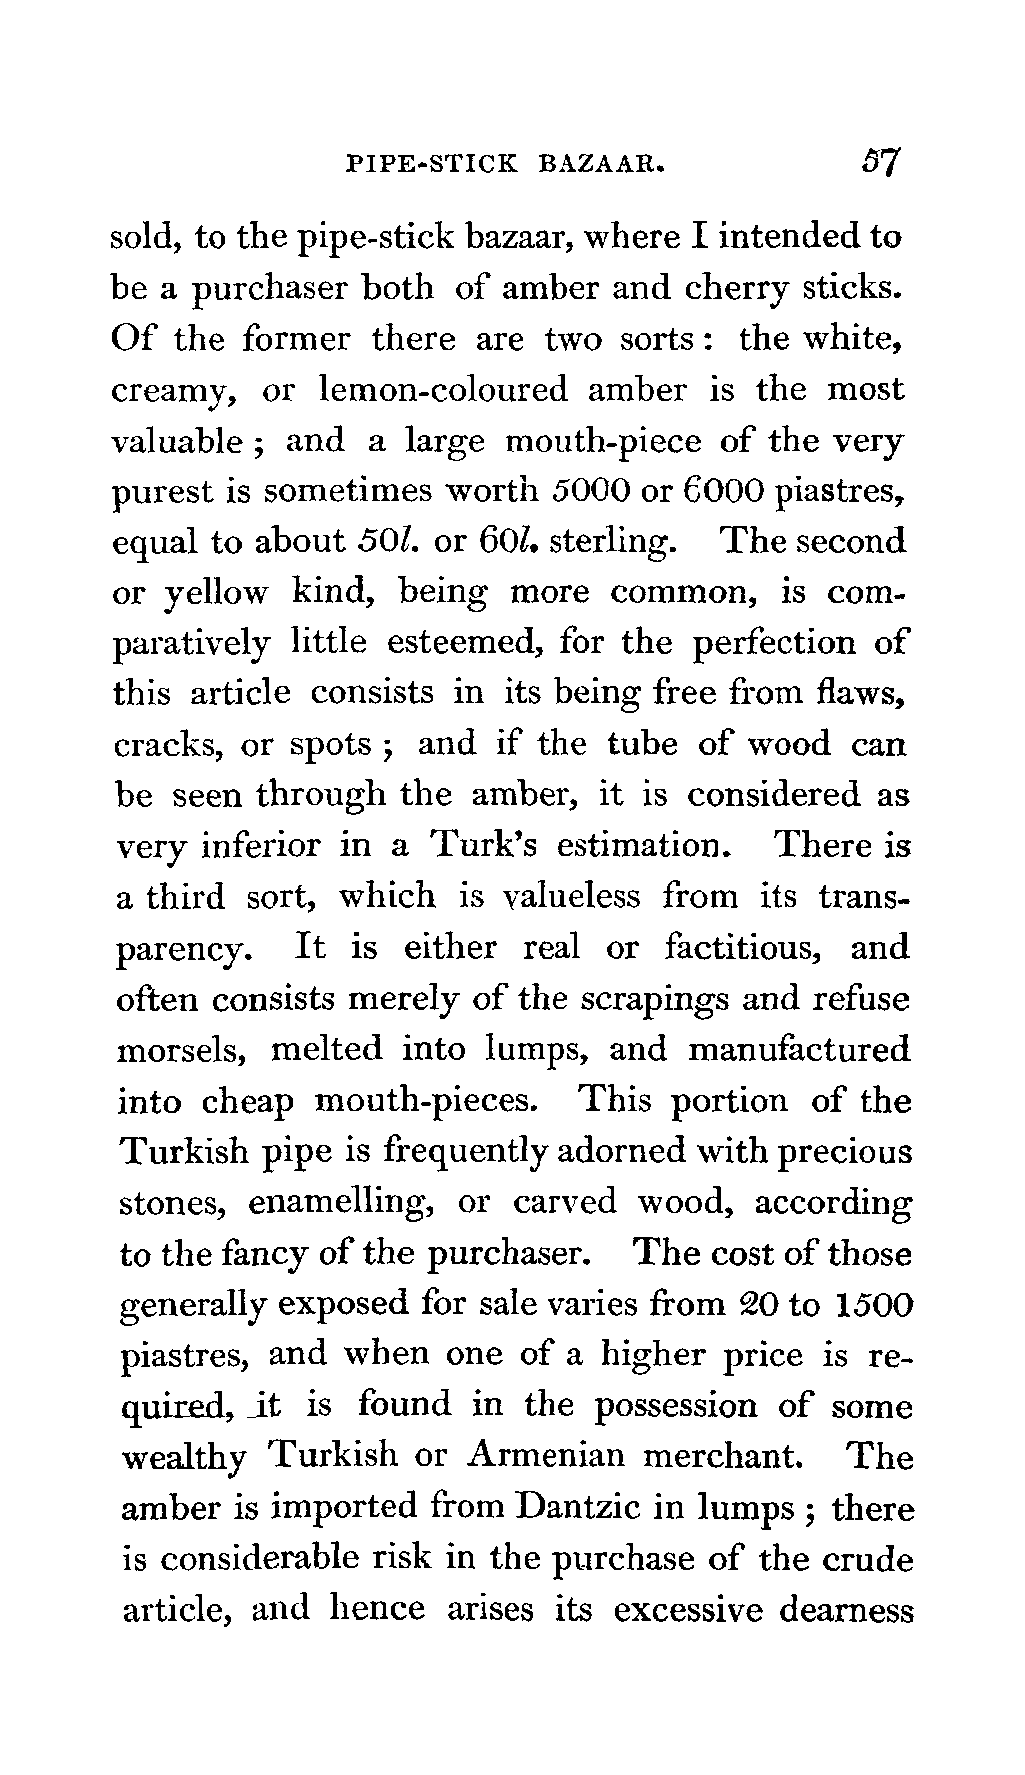 PIPE-STICK BAZAAR. 57
sold, to the pipe-stick bazaar, where I intended to
be a purchaser both of amber and cherry sticks.
Of the former there are two sorts : the white,
creamy, or lemon-coloured amber is the most
valuable ; and a large mouth-piece of the very
purest is sometimes worth 5000 or 6000 piastres,
equal to about 50l. or 60l. sterling. The second
or yellow kind, being more common, is com-
paratively little esteemed, for the perfection of
this article consists in its being free from flaws,
cracks, or spots ; and if the tube of wood can
be seen through the amber, it is considered as
very inferior in a Turk's estimation. There is
a third sort, which is valueless from its trans-
parency. It is either real or factitious, and
often consists merely of the scrapings and refuse
morsels, melted into lumps, and manufactured
into cheap mouth-pieces. This portion of the
Turkish pipe is frequently adorned with precious
stones, enamelling, or carved wood, according
to the fancy of the purchaser. The cost of those
generally exposed for sale varies from 20 to 1500
piastres, and when one of a higher price is re-
quired, it is found in the possession of some
wealthy Turkish or Armenian merchant. The
amber is imported from Dantzic in lumps ; there
is considerable risk in the purchase of the crude
article, and hence arises its excessive dearness